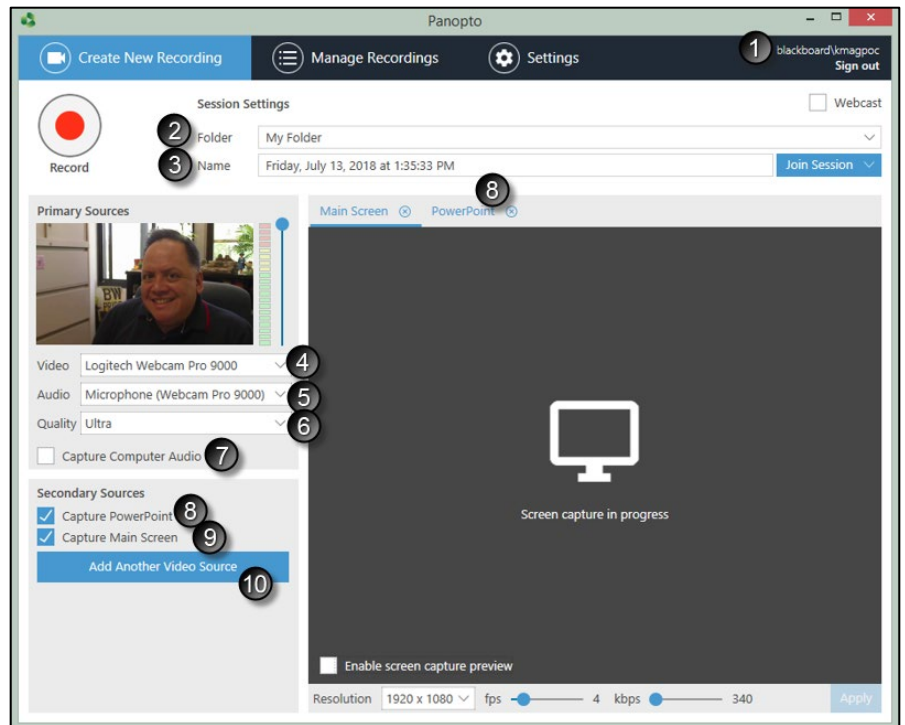 Panopto
Create New Recording
Manage Recordings
Settings
1
blackboard\kmagpoc
Sign out
Session Settings
Webcast
2
Folder
My Folder
Record
3
Name
Friday, July 13, 2018 at 1:35:33 PM
Join Session
8
Primary Sources
Main Screen
PowerPoint
BW
Video Logitech Webcam Pro 9000 4
Audio Microphone (Webcam Pro 9000) 5
Quality Ultra 6
Capture Computer Audio 7
Secondary Sources
Capture PowerPoint 8
Capture Main Screen 9
Add Another Video Source
10
Screen capture in progress
Enable screen capture preview
Resolution 1920 x 1080 fps 4 kbps 340 Apply